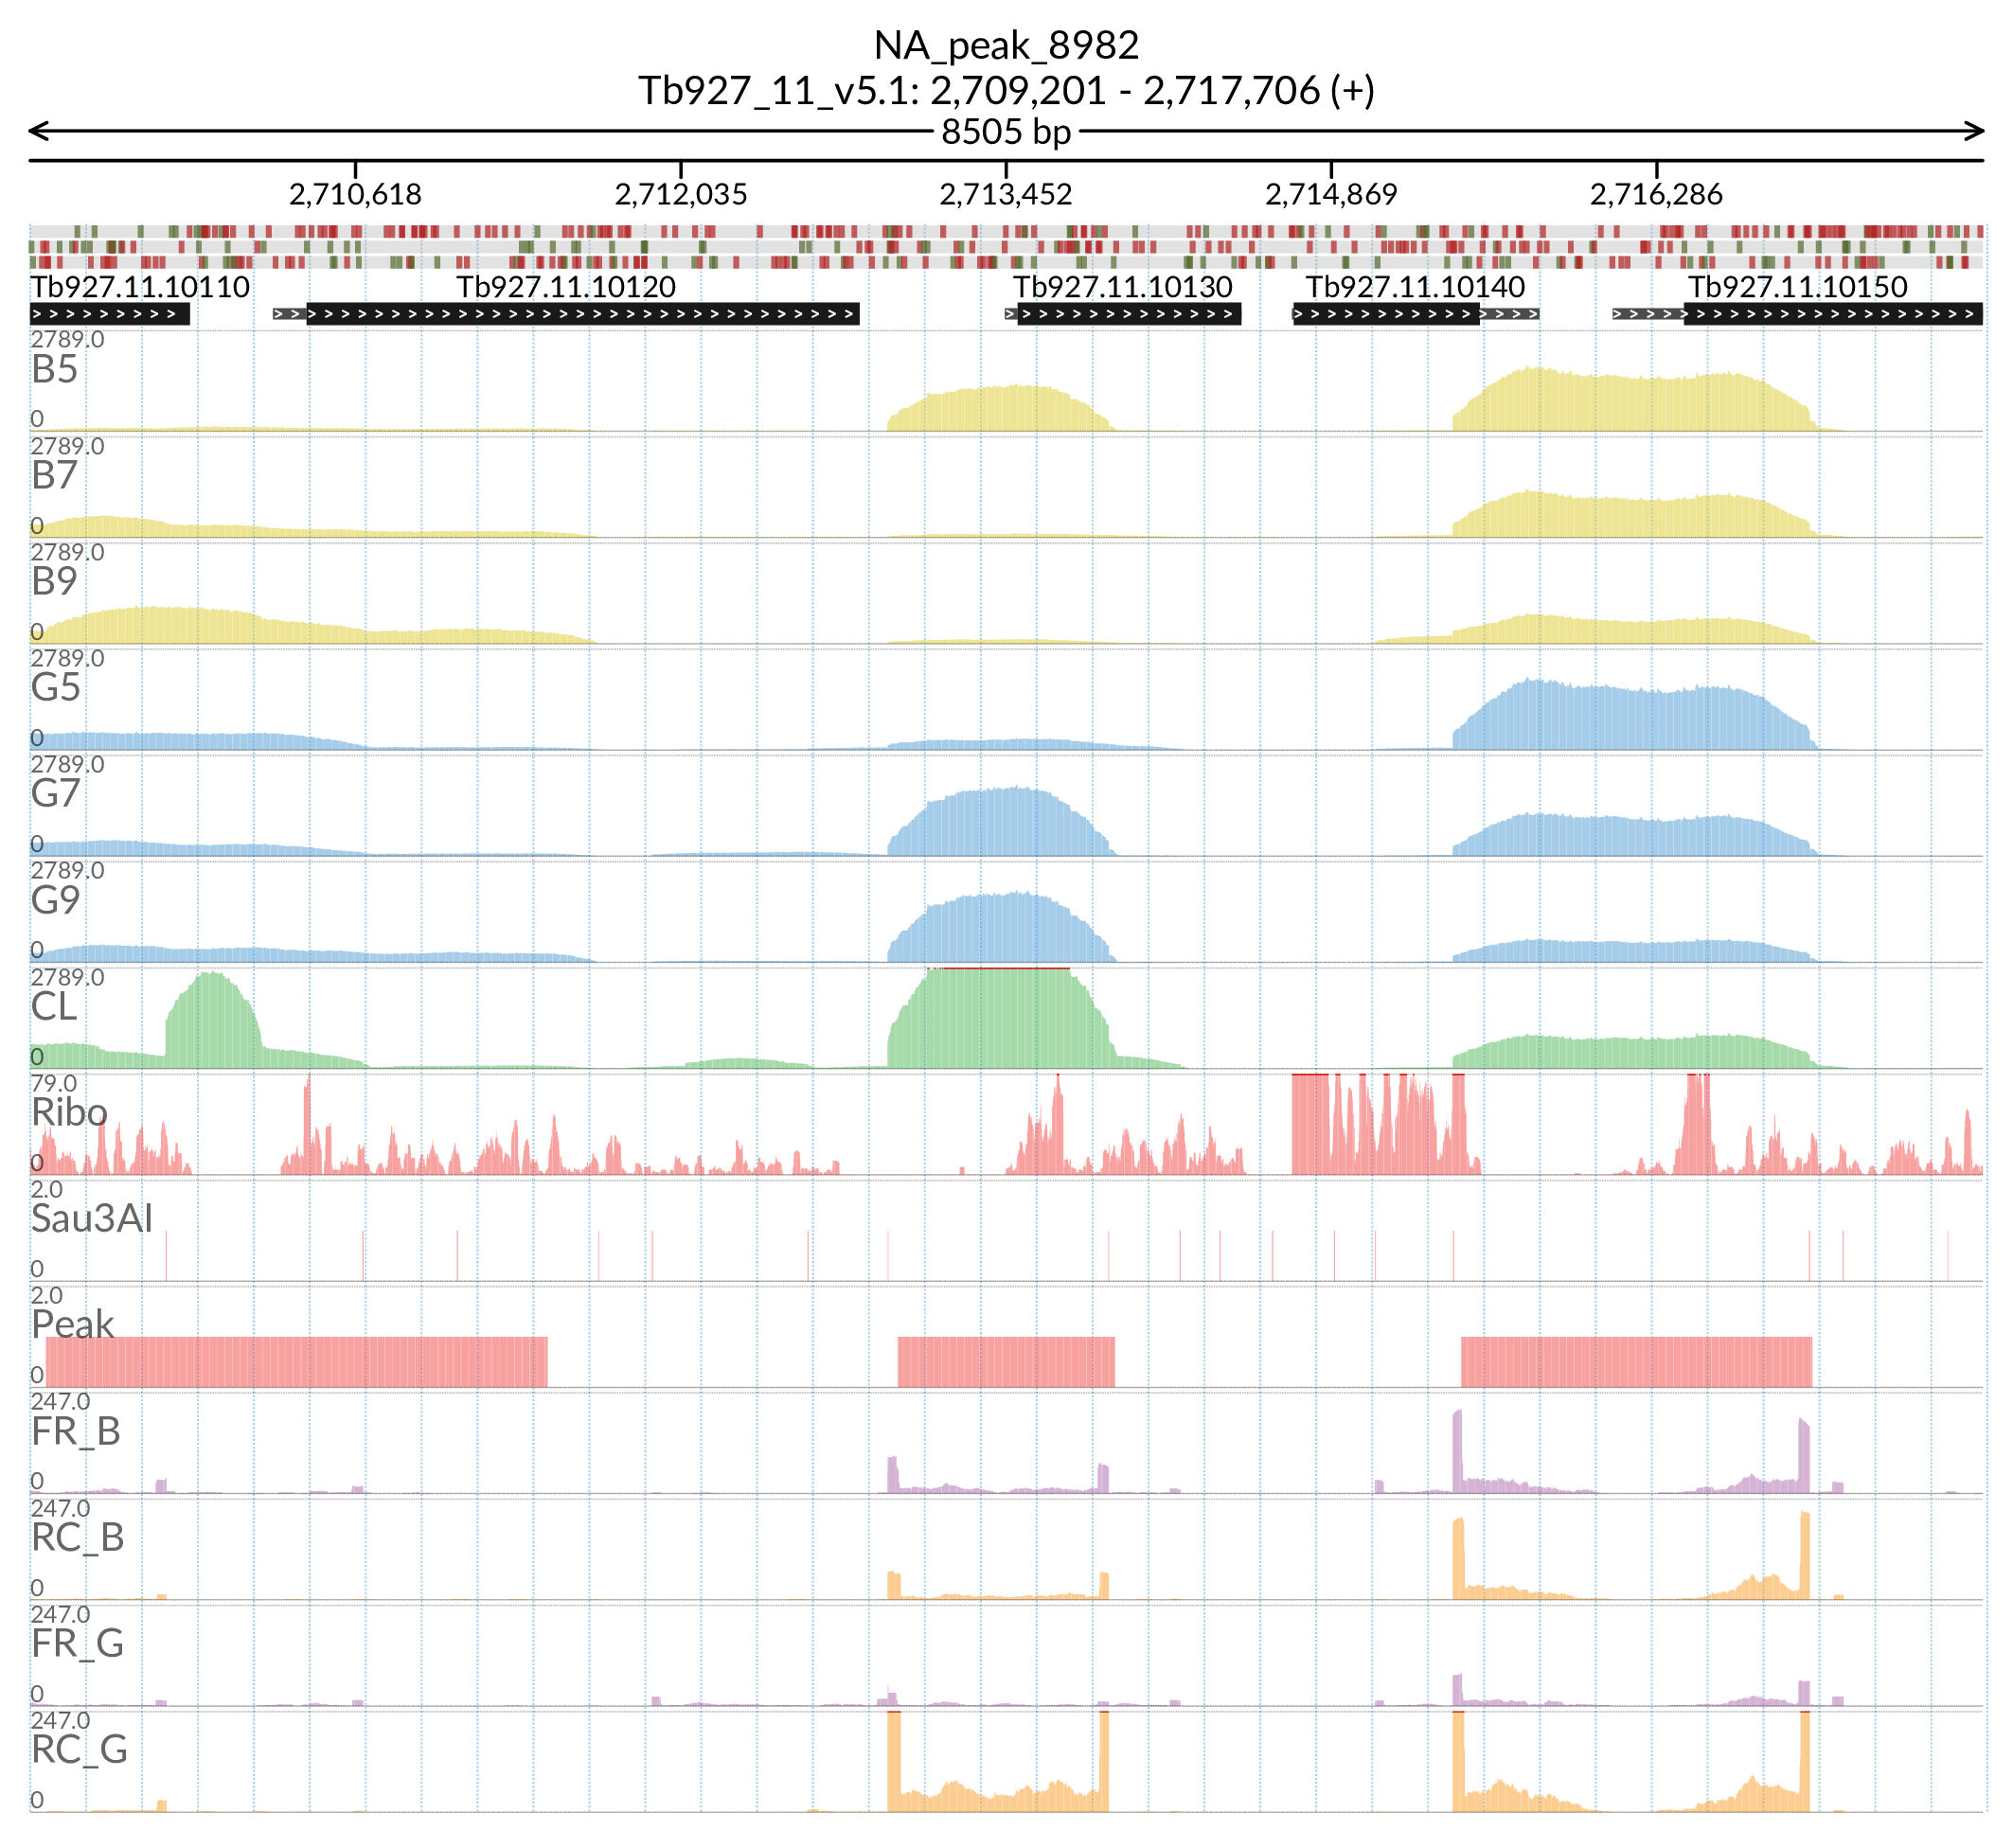 NA_peak_8982
Tb927_11_v5.1: 2,709,201 - 2,717,706 (+)
8505 bp
2,710,618 2,712,035 2,713,452 2,714,869 2,716,286
Tb927.11.10110 Tb927.11.10120 Tb927.11.10130 Tb927.11.10140 Tb927.11.10150
2789.0
B5
0
2789.0
B7
0
2789.0
B9
0
2789.0
G5
0
2789.0
G7
0
2789.0
G9
0
2789.0
CL
0
79.0
Ribo
0
2.0
Sau3AI
0
2.0
Peak
0
247.0
FR_B
0
247.0
RC_B
0
247.0
FR_G
0
247.0
RC_G
0